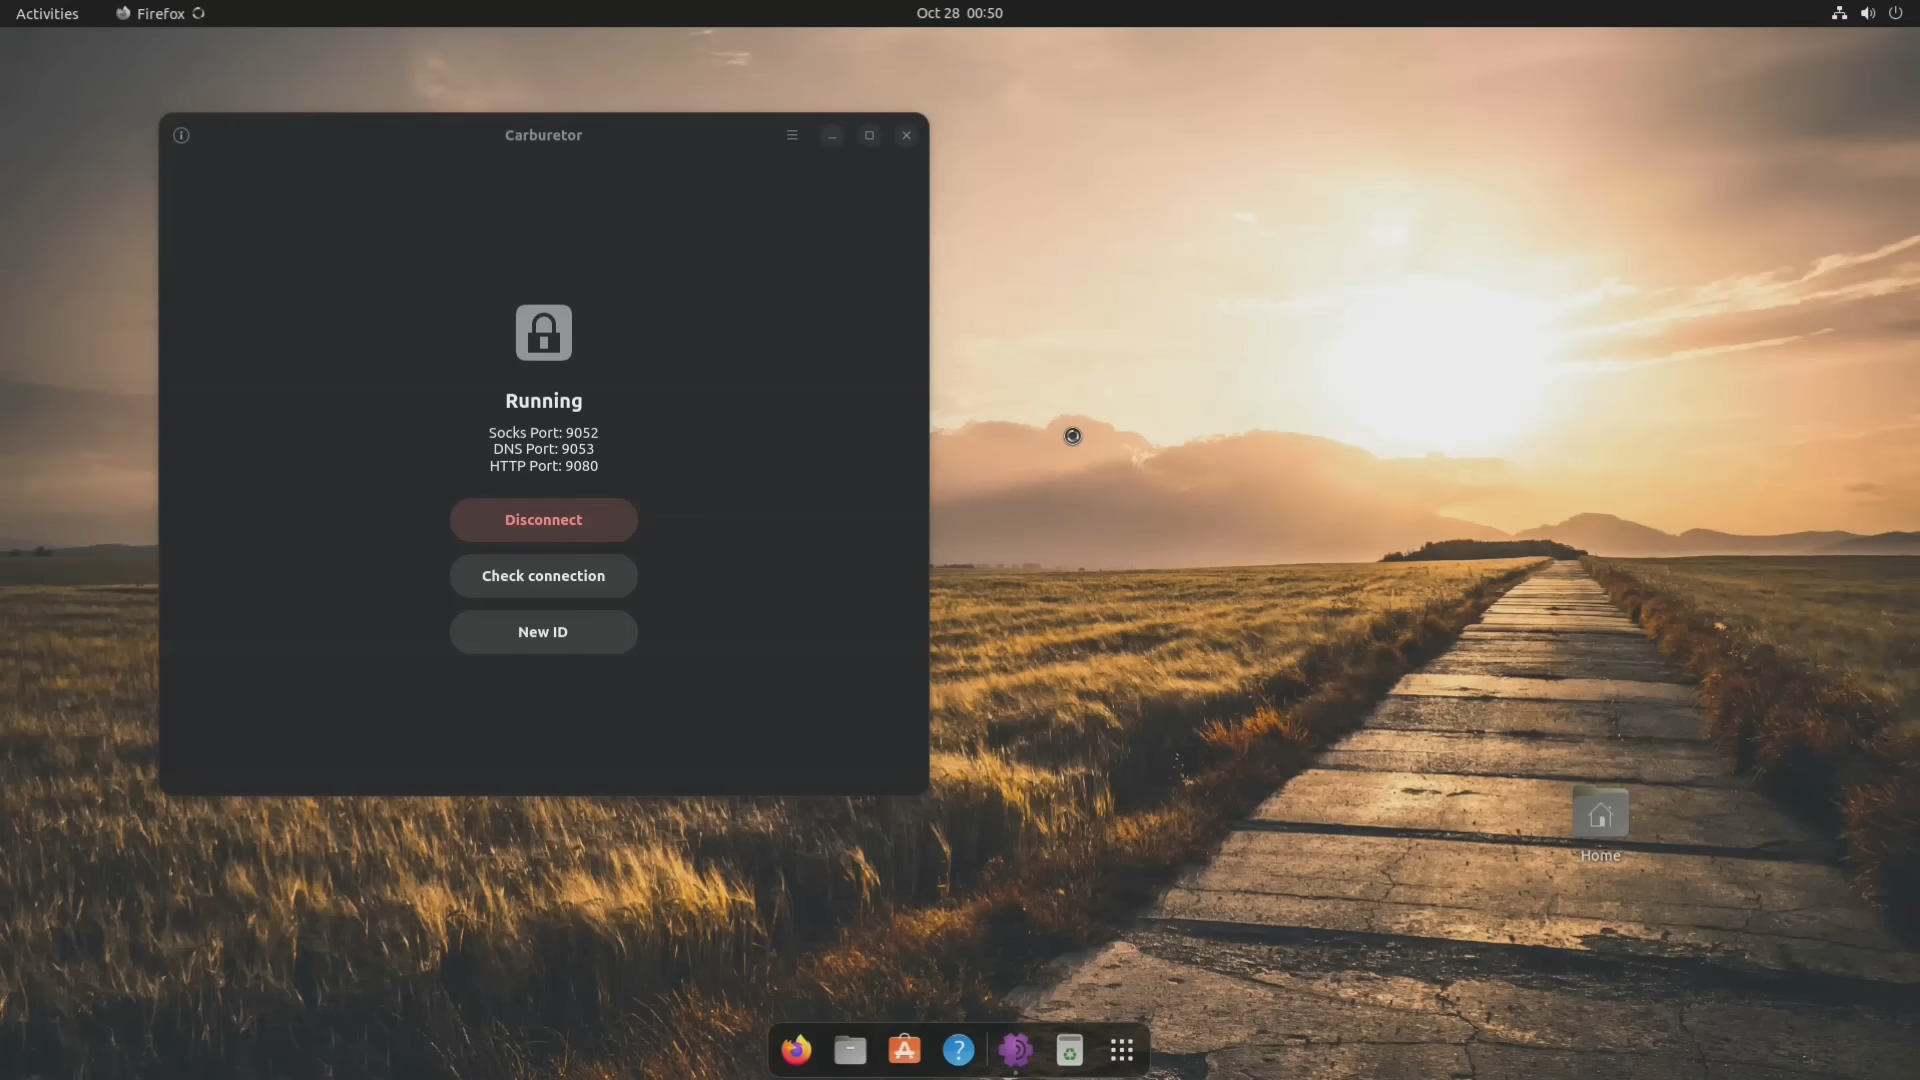 Activities
Firefox
Oct 28 00:50
Carburetor
Running
Socks Port: 9052
DNS Port: 9053
HTTP Port: 9080
Disconnect
Check connection
New ID
Home